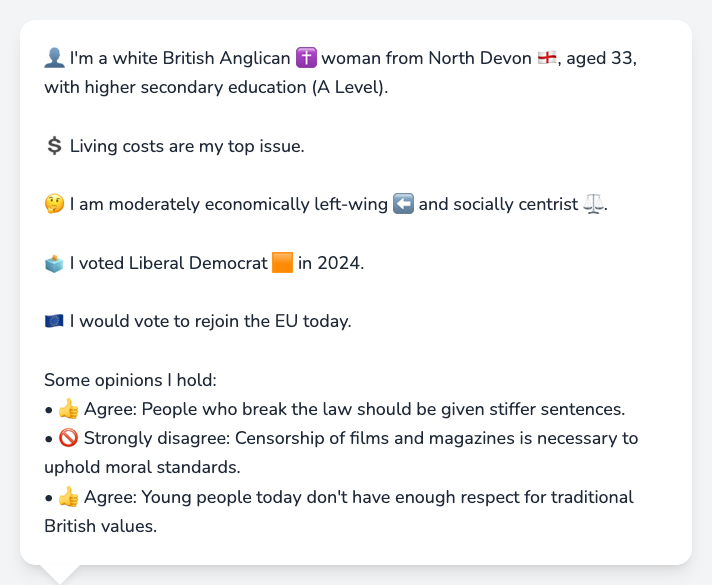 👤 I'm a white British Anglican ✝️ woman from North Devon 🏴󠁧󠁢󠁥󠁮󠁧󠁿, aged 33,
with higher secondary education (A Level).
💲 Living costs are my top issue.
🤔 I am moderately economically left-wing ⬅️ and socially centrist ⚖️.
🗳️ I voted Liberal Democrat 🟧 in 2024.
🇪🇺 I would vote to rejoin the EU today.
Some opinions I hold:
• 👍 Agree: People who break the law should be given stiffer sentences.
• 🚫 Strongly disagree: Censorship of films and magazines is necessary to
uphold moral standards.
• 👍 Agree: Young people today don't have enough respect for traditional
British values.